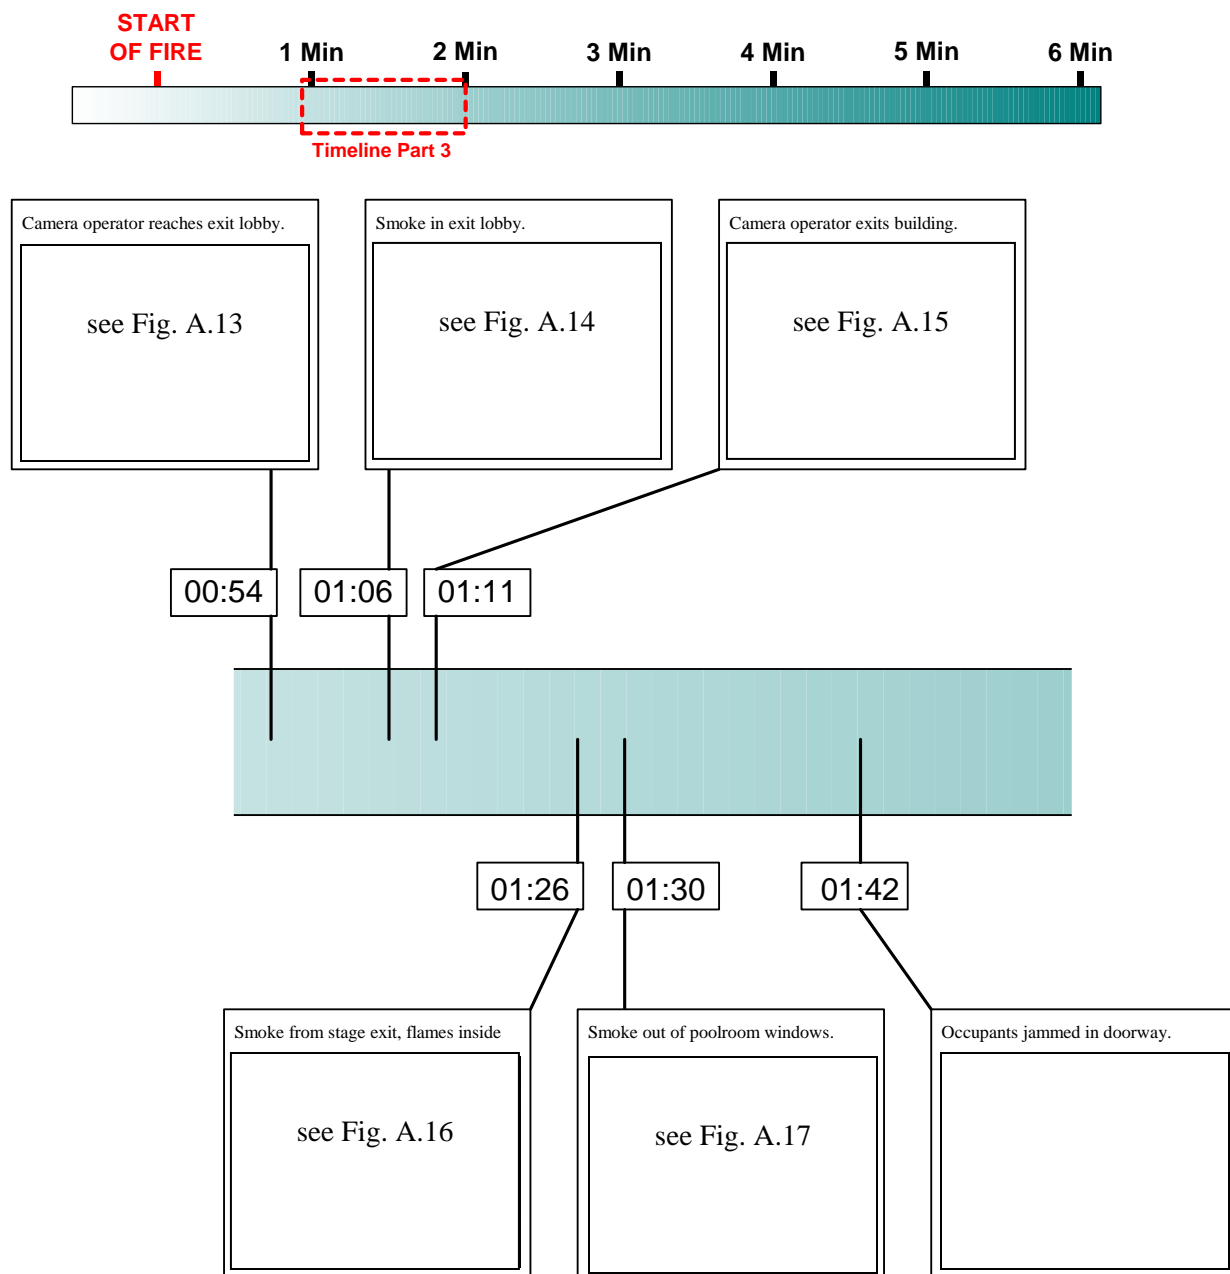 START
OF FIRE
1 Min
2 Min
3 Min
4 Min
5 Min
6 Min
Timeline Part 3
Camera operator reaches exit lobby.
see Fig. A.13
Smoke in exit lobby.
see Fig. A.14
Camera operator exits building.
see Fig. A.15
00:54
01:06
01:11
01:26
01:30
01:42
Smoke from stage exit, flames inside
see Fig. A.16
Smoke out of poolroom windows.
see Fig. A.17
Occupants jammed in doorway.